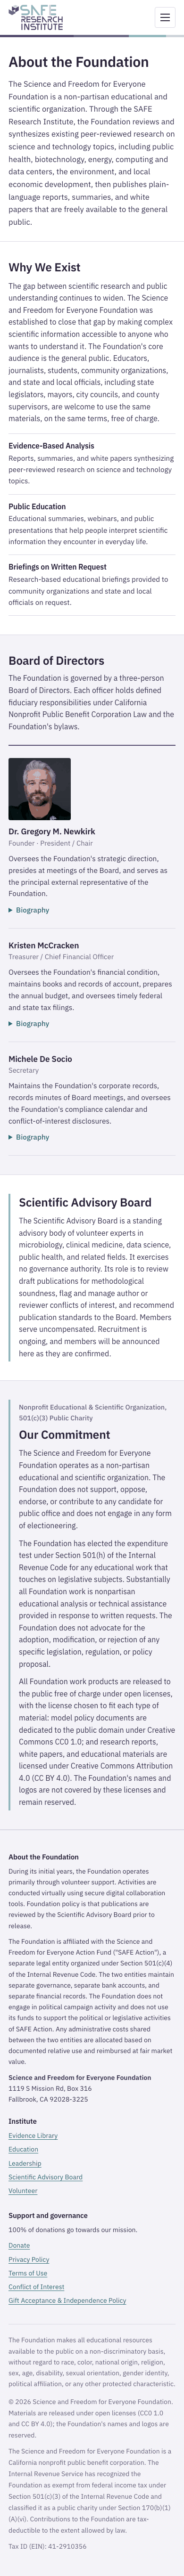 SAFE
RESEARCH
INSTITUTE
About the Foundation
The Science and Freedom for Everyone
Foundation is a non-partisan educational and
scientific organization. Through the SAFE
Research Institute, the Foundation reviews and
synthesizes existing peer-reviewed research on
science and technology topics, including public
health, biotechnology, energy, computing and
data centers, the environment, and local
economic development, then publishes plain-
language reports, summaries, and white
papers that are freely available to the general
public.
Why We Exist
The gap between scientific research and public
understanding continues to widen. The Science
and Freedom for Everyone Foundation was
established to close that gap by making complex
scientific information accessible to anyone who
wants to understand it. The Foundation's core
audience is the general public. Educators,
journalists, students, community organizations,
and state and local officials, including state
legislators, mayors, city councils, and county
supervisors, are welcome to use the same
materials, on the same terms, free of charge.
Evidence-Based Analysis
Reports, summaries, and white papers synthesizing
peer-reviewed research on science and technology
topics.
Public Education
Educational summaries, webinars, and public
presentations that help people interpret scientific
information they encounter in everyday life.
Briefings on Written Request
Research-based educational briefings provided to
community organizations and state and local
officials on request.
Board of Directors
The Foundation is governed by a three-person
Board of Directors. Each officer holds defined
fiduciary responsibilities under California
Nonprofit Public Benefit Corporation Law and the
Foundation's bylaws.
Dr. Gregory M. Newkirk
Founder · President / Chair
Oversees the Foundation's strategic direction,
presides at meetings of the Board, and serves as
the principal external representative of the
Foundation.
▶ Biography
Kristen McCracken
Treasurer / Chief Financial Officer
Oversees the Foundation's financial condition,
maintains books and records of account, prepares
the annual budget, and oversees timely federal
and state tax filings.
▶ Biography
Michele De Socio
Secretary
Maintains the Foundation's corporate records,
records minutes of Board meetings, and oversees
the Foundation's compliance calendar and
conflict-of-interest disclosures.
▶ Biography
Scientific Advisory Board
The Scientific Advisory Board is a standing
advisory body of volunteer experts in
microbiology, clinical medicine, data science,
public health, and related fields. It exercises
no governance authority. Its role is to review
draft publications for methodological
soundness, flag and manage author or
reviewer conflicts of interest, and recommend
publication standards to the Board. Members
serve uncompensated. Recruitment is
ongoing, and members will be announced
here as they are confirmed.
Nonprofit Educational & Scientific Organization,
501(c)(3) Public Charity
Our Commitment
The Science and Freedom for Everyone
Foundation operates as a non-partisan
educational and scientific organization. The
Foundation does not support, oppose,
endorse, or contribute to any candidate for
public office and does not engage in any form
of electioneering.
The Foundation has elected the expenditure
test under Section 501(h) of the Internal
Revenue Code for any educational work that
touches on legislative subjects. Substantially
all Foundation work is nonpartisan
educational analysis or technical assistance
provided in response to written requests. The
Foundation does not advocate for the
adoption, modification, or rejection of any
specific legislation, regulation, or policy
proposal.
All Foundation work products are released to
the public free of charge under open licenses,
with the license chosen to fit each type of
material: model policy documents are
dedicated to the public domain under Creative
Commons CC0 1.0; and research reports,
white papers, and educational materials are
licensed under Creative Commons Attribution
4.0 (CC BY 4.0). The Foundation's names and
logos are not covered by these licenses and
remain reserved.
About the Foundation
During its initial years, the Foundation operates
primarily through volunteer support. Activities are
conducted virtually using secure digital collaboration
tools. Foundation policy is that publications are
reviewed by the Scientific Advisory Board prior to
release.
The Foundation is affiliated with the Science and
Freedom for Everyone Action Fund ("SAFE Action"), a
separate legal entity organized under Section 501(c)(4)
of the Internal Revenue Code. The two entities maintain
separate governance, separate bank accounts, and
separate financial records. The Foundation does not
engage in political campaign activity and does not use
its funds to support the political or legislative activities
of SAFE Action. Any administrative costs shared
between the two entities are allocated based on
documented relative use and reimbursed at fair market
value.
Science and Freedom for Everyone Foundation
1119 S Mission Rd, Box 316
Fallbrook, CA 92028-3225
Institute
Evidence Library
Education
Leadership
Scientific Advisory Board
Volunteer
Support and governance
100% of donations go towards our mission.
Donate
Privacy Policy
Terms of Use
Conflict of Interest
Gift Acceptance & Independence Policy
The Foundation makes all educational resources
available to the public on a non-discriminatory basis,
without regard to race, color, national origin, religion,
sex, age, disability, sexual orientation, gender identity,
political affiliation, or any other protected characteristic.
© 2026 Science and Freedom for Everyone Foundation.
Materials are released under open licenses (CC0 1.0
and CC BY 4.0); the Foundation's names and logos are
reserved.
The Science and Freedom for Everyone Foundation is a
California nonprofit public benefit corporation. The
Internal Revenue Service has recognized the
Foundation as exempt from federal income tax under
Section 501(c)(3) of the Internal Revenue Code and
classified it as a public charity under Section 170(b)(1)
(A)(vi). Contributions to the Foundation are tax-
deductible to the extent allowed by law.
Tax ID (EIN): 41-2910356